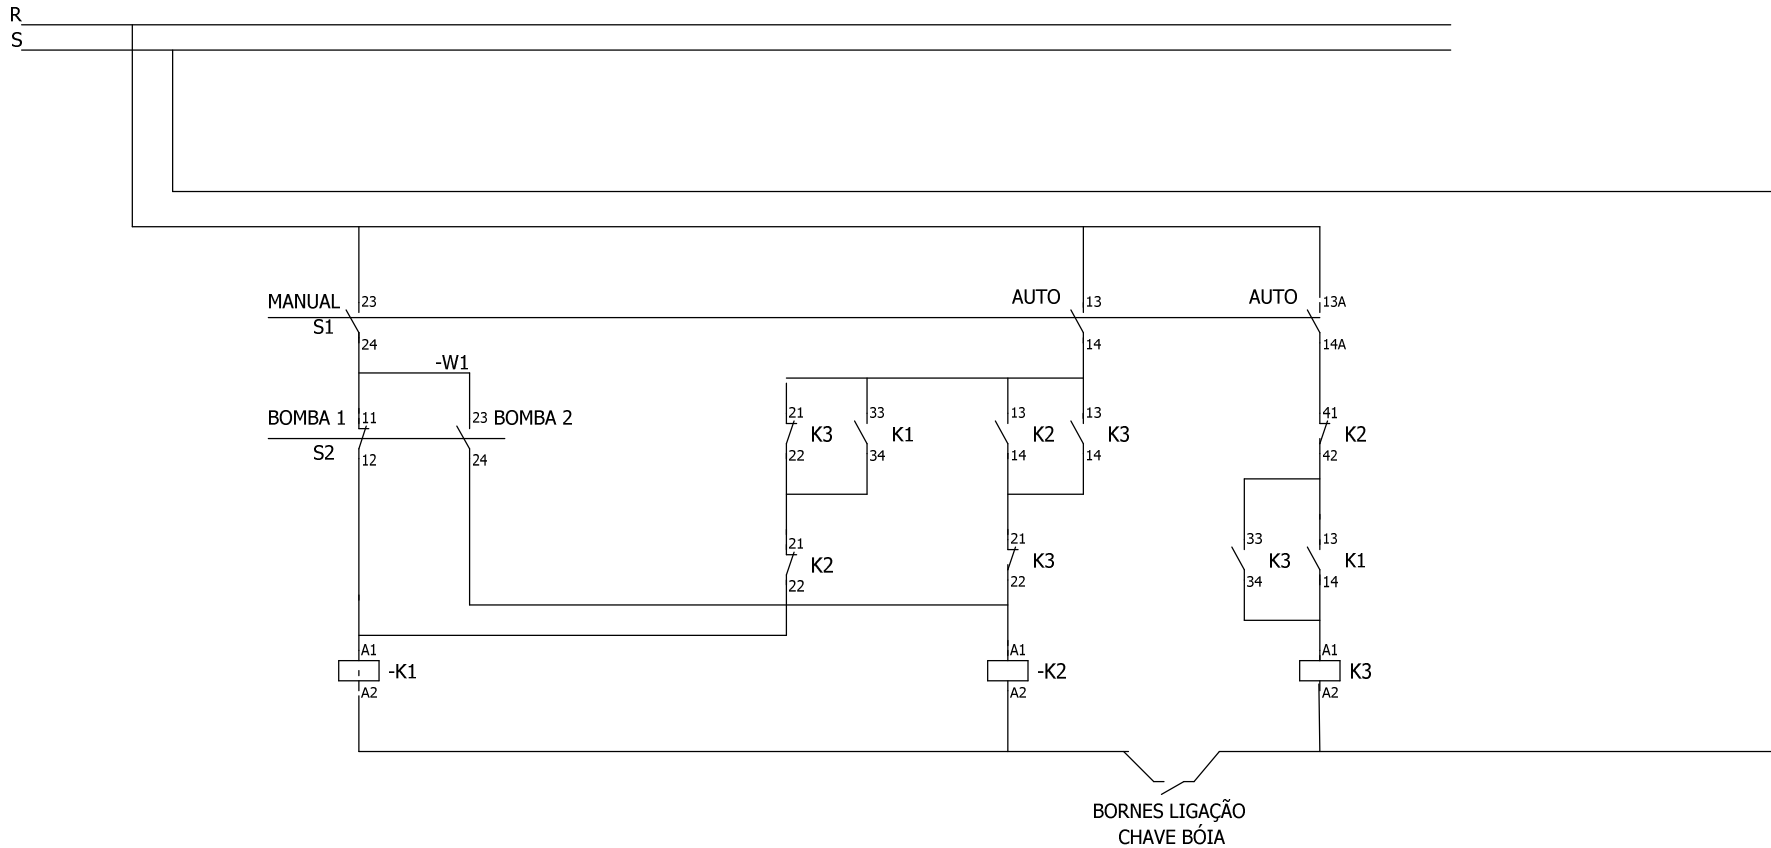 R
S
MANUAL 23
S1
24
AUTO 13
14
AUTO 13A
14A
-W1
BOMBA 1 11
S2
12
23 BOMBA 2
24
21
K3
22
33
K1
34
13
K2
14
13
K3
14
41
K2
42
21
K2
22
21
K3
22
33
K3
34
13
K1
14
A1
-K1
A2
A1
-K2
A2
A1
K3
A2
BORNES LIGAÇÃO
CHAVE BÓIA